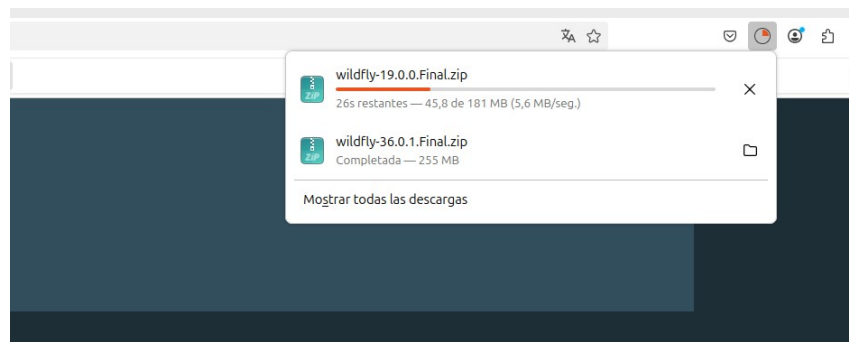 wildfly-19.0.0.Final.zip
26s restantes — 45,8 de 181 MB (5,6 MB/seg.)
wildfly-36.0.1.Final.zip
Completada — 255 MB
Mostrar todas las descargas